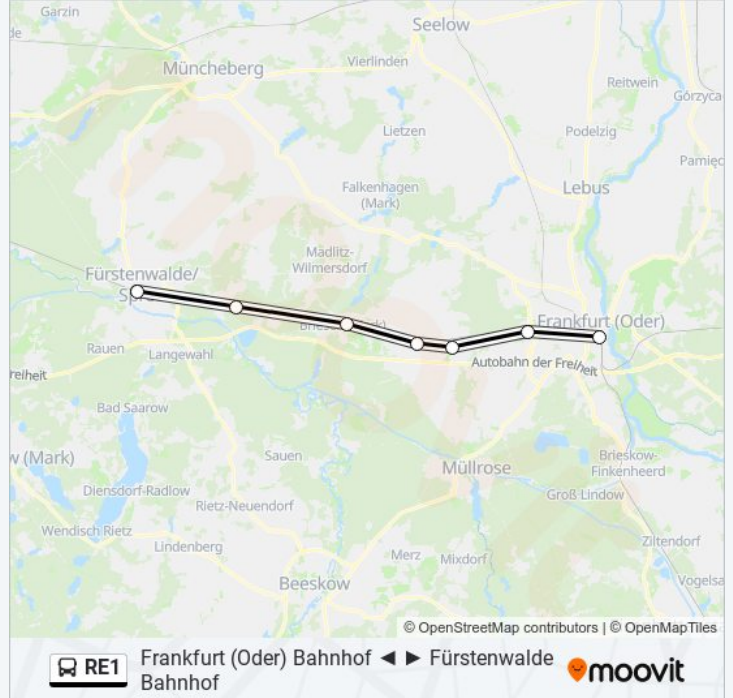 Garzin
Seelow
de
Müncheberg
Vierlinden
Reitwein
Górzyca
Lietzen
Podelzig
Pamięc
Falkenhagen
(Mark)
Lebus
Madlitz-
Wilmersdorf
Fürstenwalde/
Frankfurt (Oder)
Rauen
Langewahl
Autobahn der Freiheit
reiheit
Bad Saarow
w (Mark)
Sauen
Müllrose
Brieskow-
Finkenheerd
Diensdorf-Radlow
Groß Lindow
Rietz-Neuendorf
Wendisch Rietz
Lindenberg
Ziltendorf
Merz
Mixdorf
Beeskow
Vogelsa
© OpenStreetMap contributors | © OpenMapTiles
RE1
Frankfurt (Oder) Bahnhof ◄ ► Fürstenwalde
Bahnhof
moovit